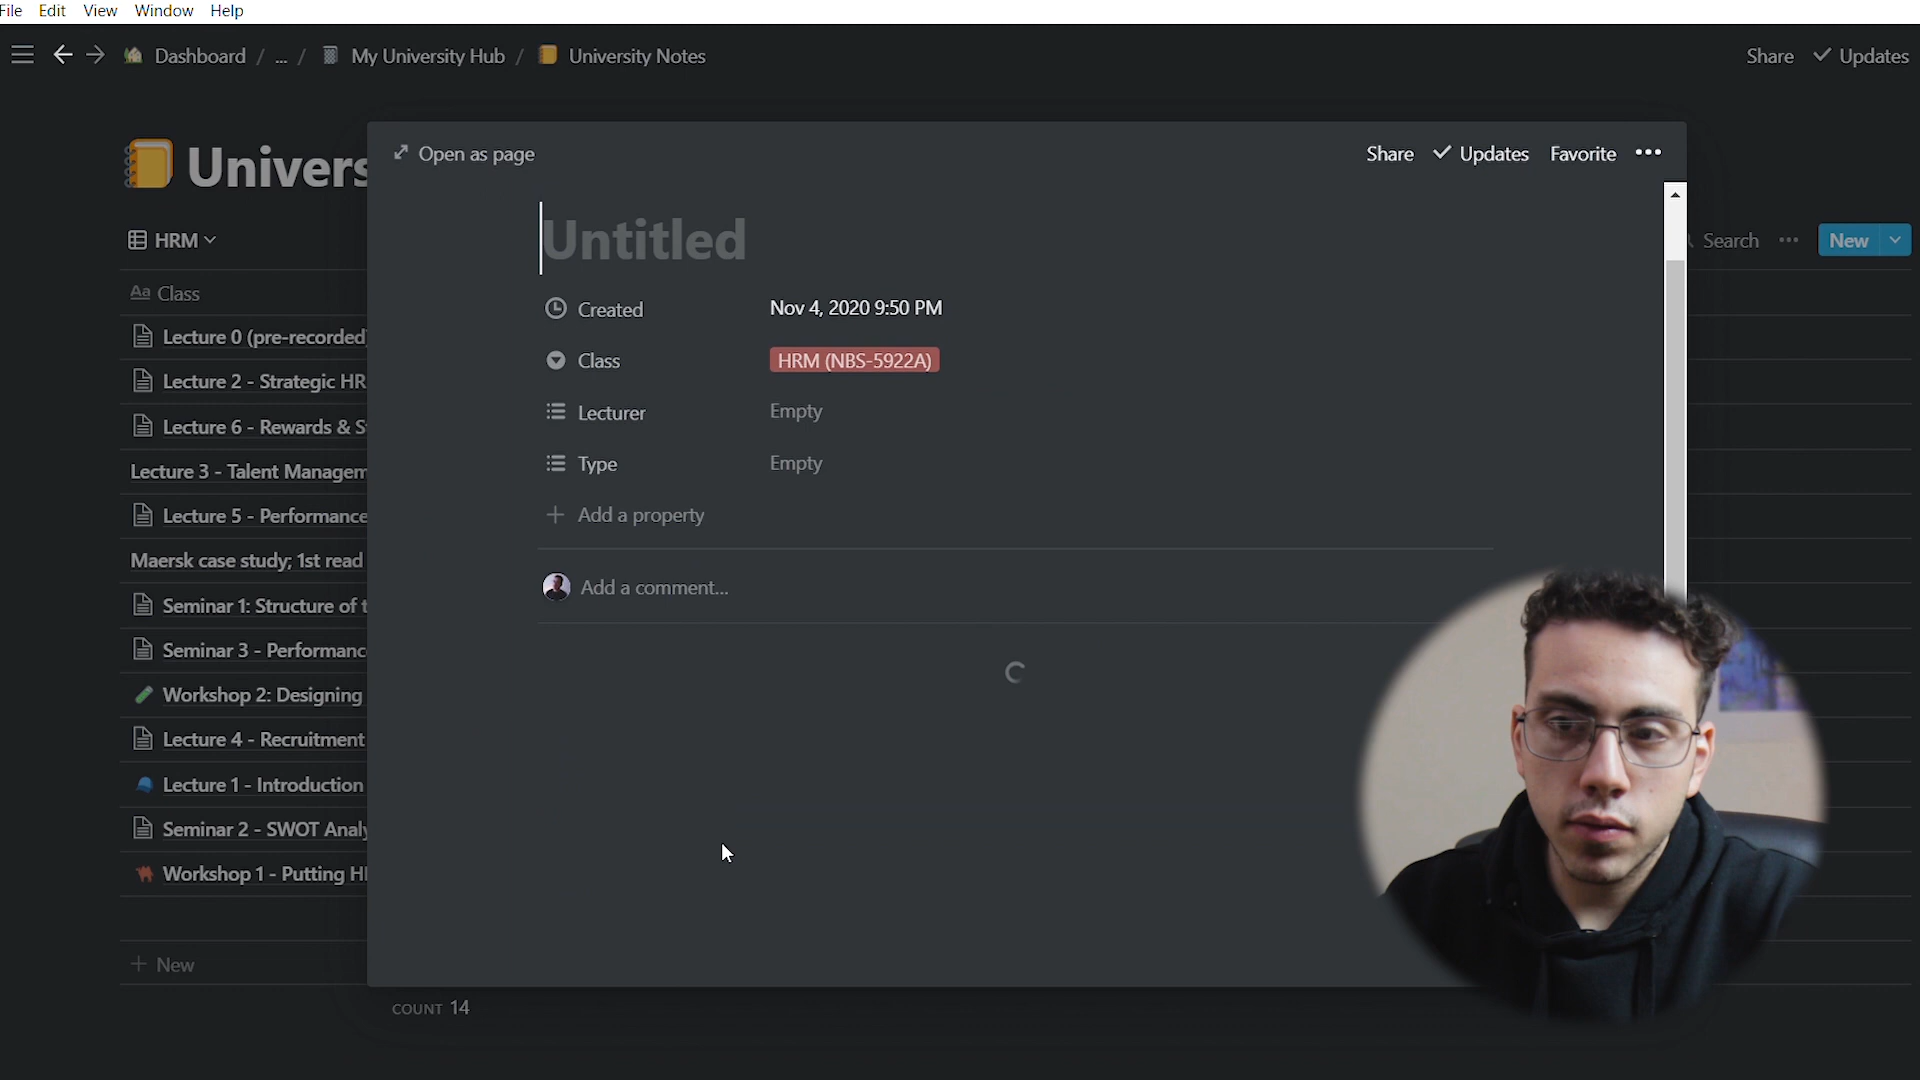 File Edit View Window Help
Dashboard / ... / My University Hub / University Notes
Share Updates
Univers
Open as page
Share Updates Favorite •••
HRM
Search ••• New
Untitled
Aa Class
Created Nov 4, 2020 9:50 PM
Lecture 0 (pre-recorded)
Class HRM (NBS-5922A)
Lecture 2 - Strategic HR
Lecturer Empty
Lecture 6 - Rewards & S
Type Empty
Lecture 3 - Talent Managem
+ Add a property
Lecture 5 - Performance
Maersk case study; 1st read
Add a comment...
Seminar 1: Structure of t
Seminar 3 - Performanc
Workshop 2: Designing
Lecture 4 - Recruitment
Lecture 1 - Introduction
Seminar 2 - SWOT Analy
Workshop 1 - Putting H
+ New
COUNT 14